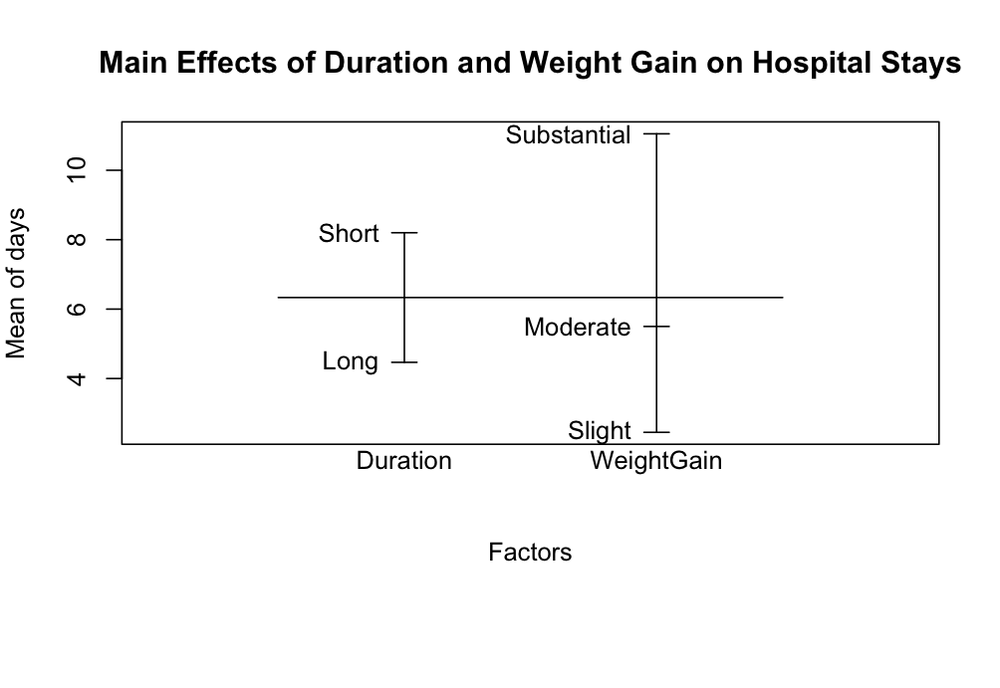 Main Effects of Duration and Weight Gain on Hospital Stays
Mean of days
10
8
6
4
Substantial
Short
Moderate
Long
Slight
Duration
WeightGain
Factors